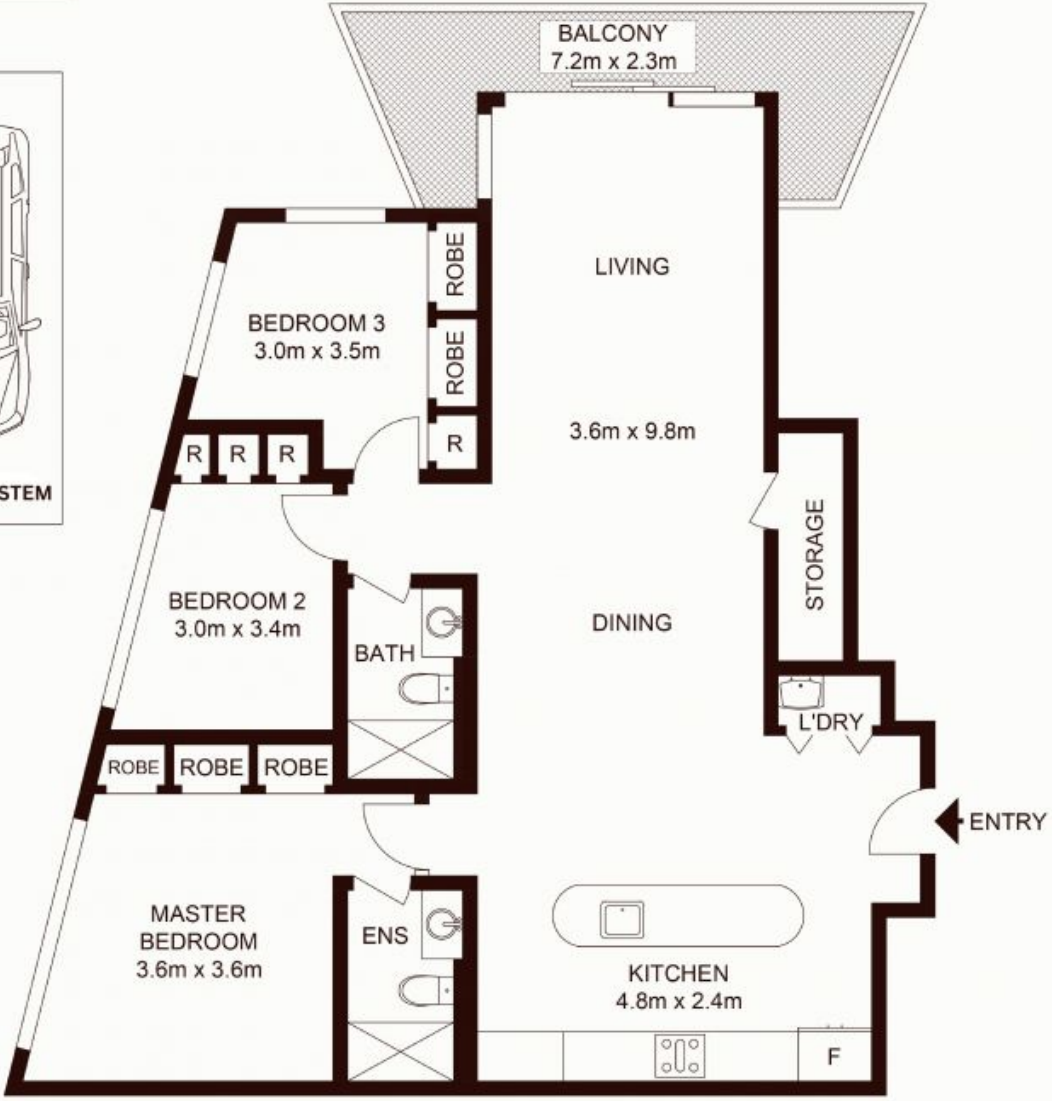 BALCONY
7.2m x 2.3m
LIVING
3.6m x 9.8m
ROBE
ROBE
R
BEDROOM 3
3.0m x 3.5m
R
R
R
STEM
STORAGE
BEDROOM 2
3.0m x 3.4m
BATH
DINING
L'DRY
ROBE
ROBE
ROBE
ENTRY
MASTER
BEDROOM
3.6m x 3.6m
ENS
KITCHEN
4.8m x 2.4m
F